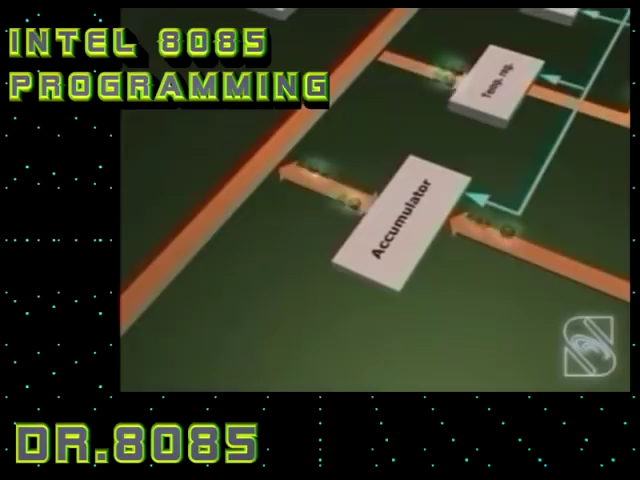 INTEL 8085
PROGRAMMING
Temp. reg.
Accumulator
DR.8085